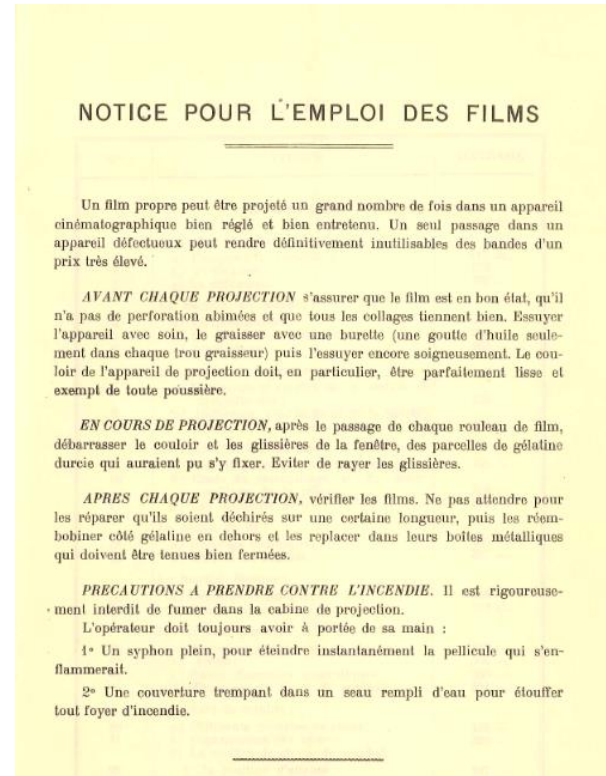 NOTICE POUR L'EMPLOI DES FILMS
Un film propre peut être projeté un grand nombre de fois dans un appareil
cinématographique bien réglé et bien entretenu. Un seul passage dans un
appareil défectueux peut rendre définitivement inutilisables des bandes d'un
prix très élevé.
AVANT CHAQUE PROJECTION s'assurer que le film est en bon état, qu'il
n'a pas de perforation abimées et que tous les collages tiennent bien. Essuyer
l'appareil avec soin, le graisser avec une burette (une goutte d'huile seule-
ment dans chaque trou graisseur) puis l'essuyer encore soigneusement. Le cou-
loir de l'appareil de projection doit, en particulier, être parfaitement lisse et
exempt de toute poussière.
EN COURS DE PROJECTION, après le passage de chaque rouleau de film,
débarrasser le couloir et les glissières de la fenêtre, des parcelles de gélatine
durcie qui auraient pu s'y fixer. Eviter de rayer les glissières.
APRES CHAQUE PROJECTION, vérifier les films. Ne pas attendre pour
les réparer qu'ils soient déchirés sur une certaine longueur, puis les réem-
bobiner côté gélatine en dehors et les replacer dans leurs boîtes métalliques
qui doivent être tenues bien fermées.
PRECAUTIONS A PRENDRE CONTRE L'INCENDIE. Il est rigoureuse-
ment interdit de fumer dans la cabine de projection.
L'opérateur doit toujours avoir à portée de sa main :
1° Un syphon plein, pour éteindre instantanément la pellicule qui s'en-
flammerait.
2° Une couverture trempant dans un seau rempli d'eau pour étouffer
tout foyer d'incendie.